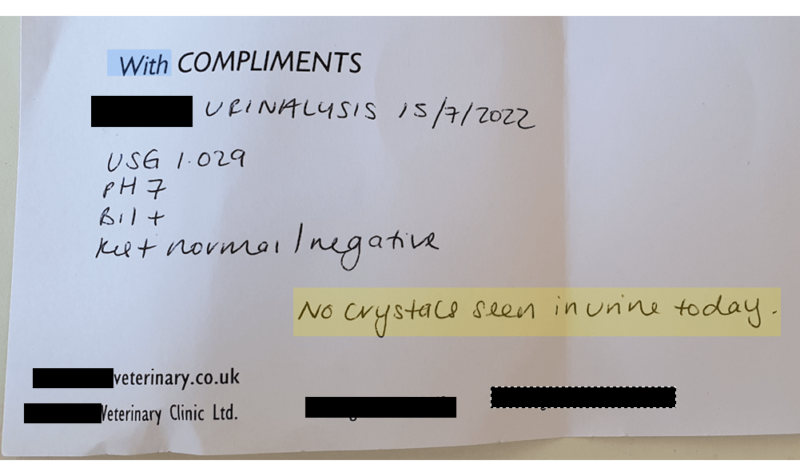 With COMPLIMENTS
URINALYSIS 15/7/2022
USG 1.029
PH 7
Bil +
normal/negative
No crystals seen in urine today.
veterinary.co.uk
Veterinary Clinic Ltd.